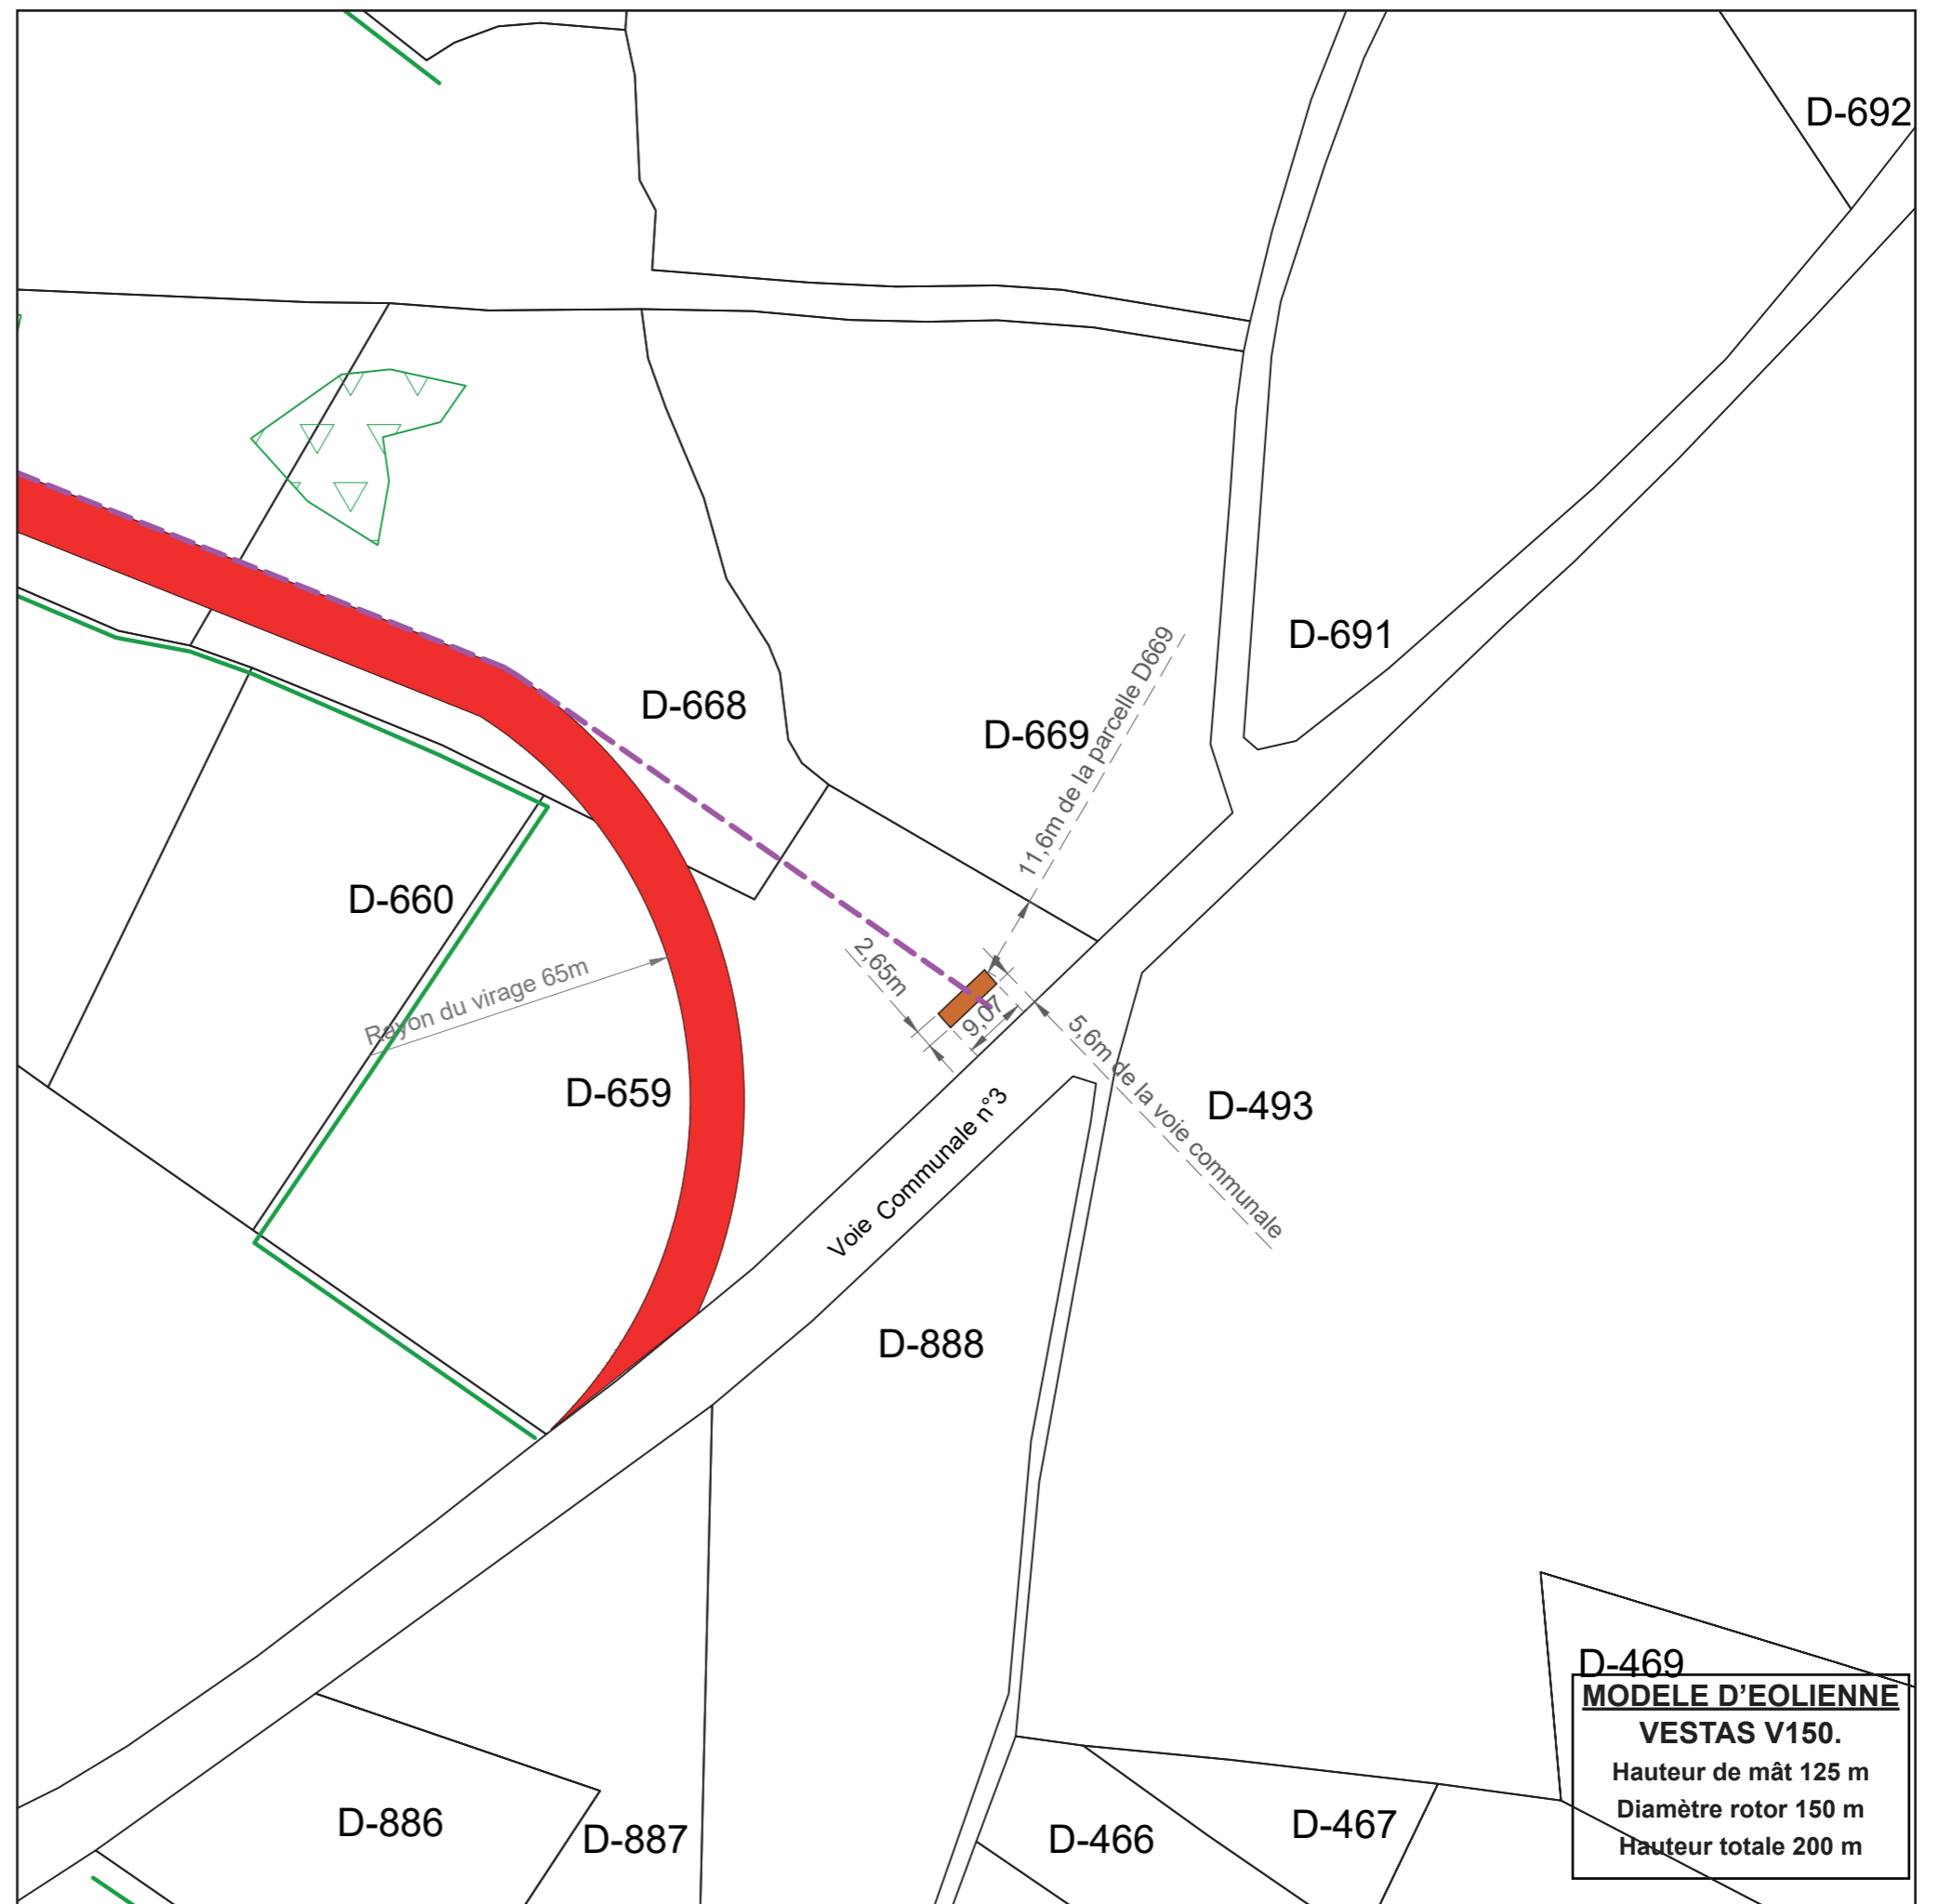 D-692
D-691
D-668
D-669
11,6m de la parcelle D669
D-660
2,65m
9,07
Rayon du virage 65m
5,6m de la voie communale
D-659
D-493
Voie Communale n°3
D-888
D-469
MODELE D'EOLIENNE
VESTAS V150.
Hauteur de mât 125 m
Diamètre rotor 150 m
Hauteur totale 200 m
D-886
D-887
D-466
D-467